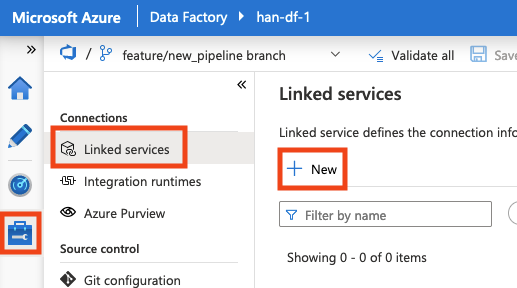 Microsoft Azure
Data Factory
han-df-1
feature/new_pipeline branch
Validate all
Connections
Linked services
Integration runtimes
Azure Purview
Source control
Git configuration
Linked services
Linked service defines the connection
New
Filter by name
Showing 0 - 0 of 0 items